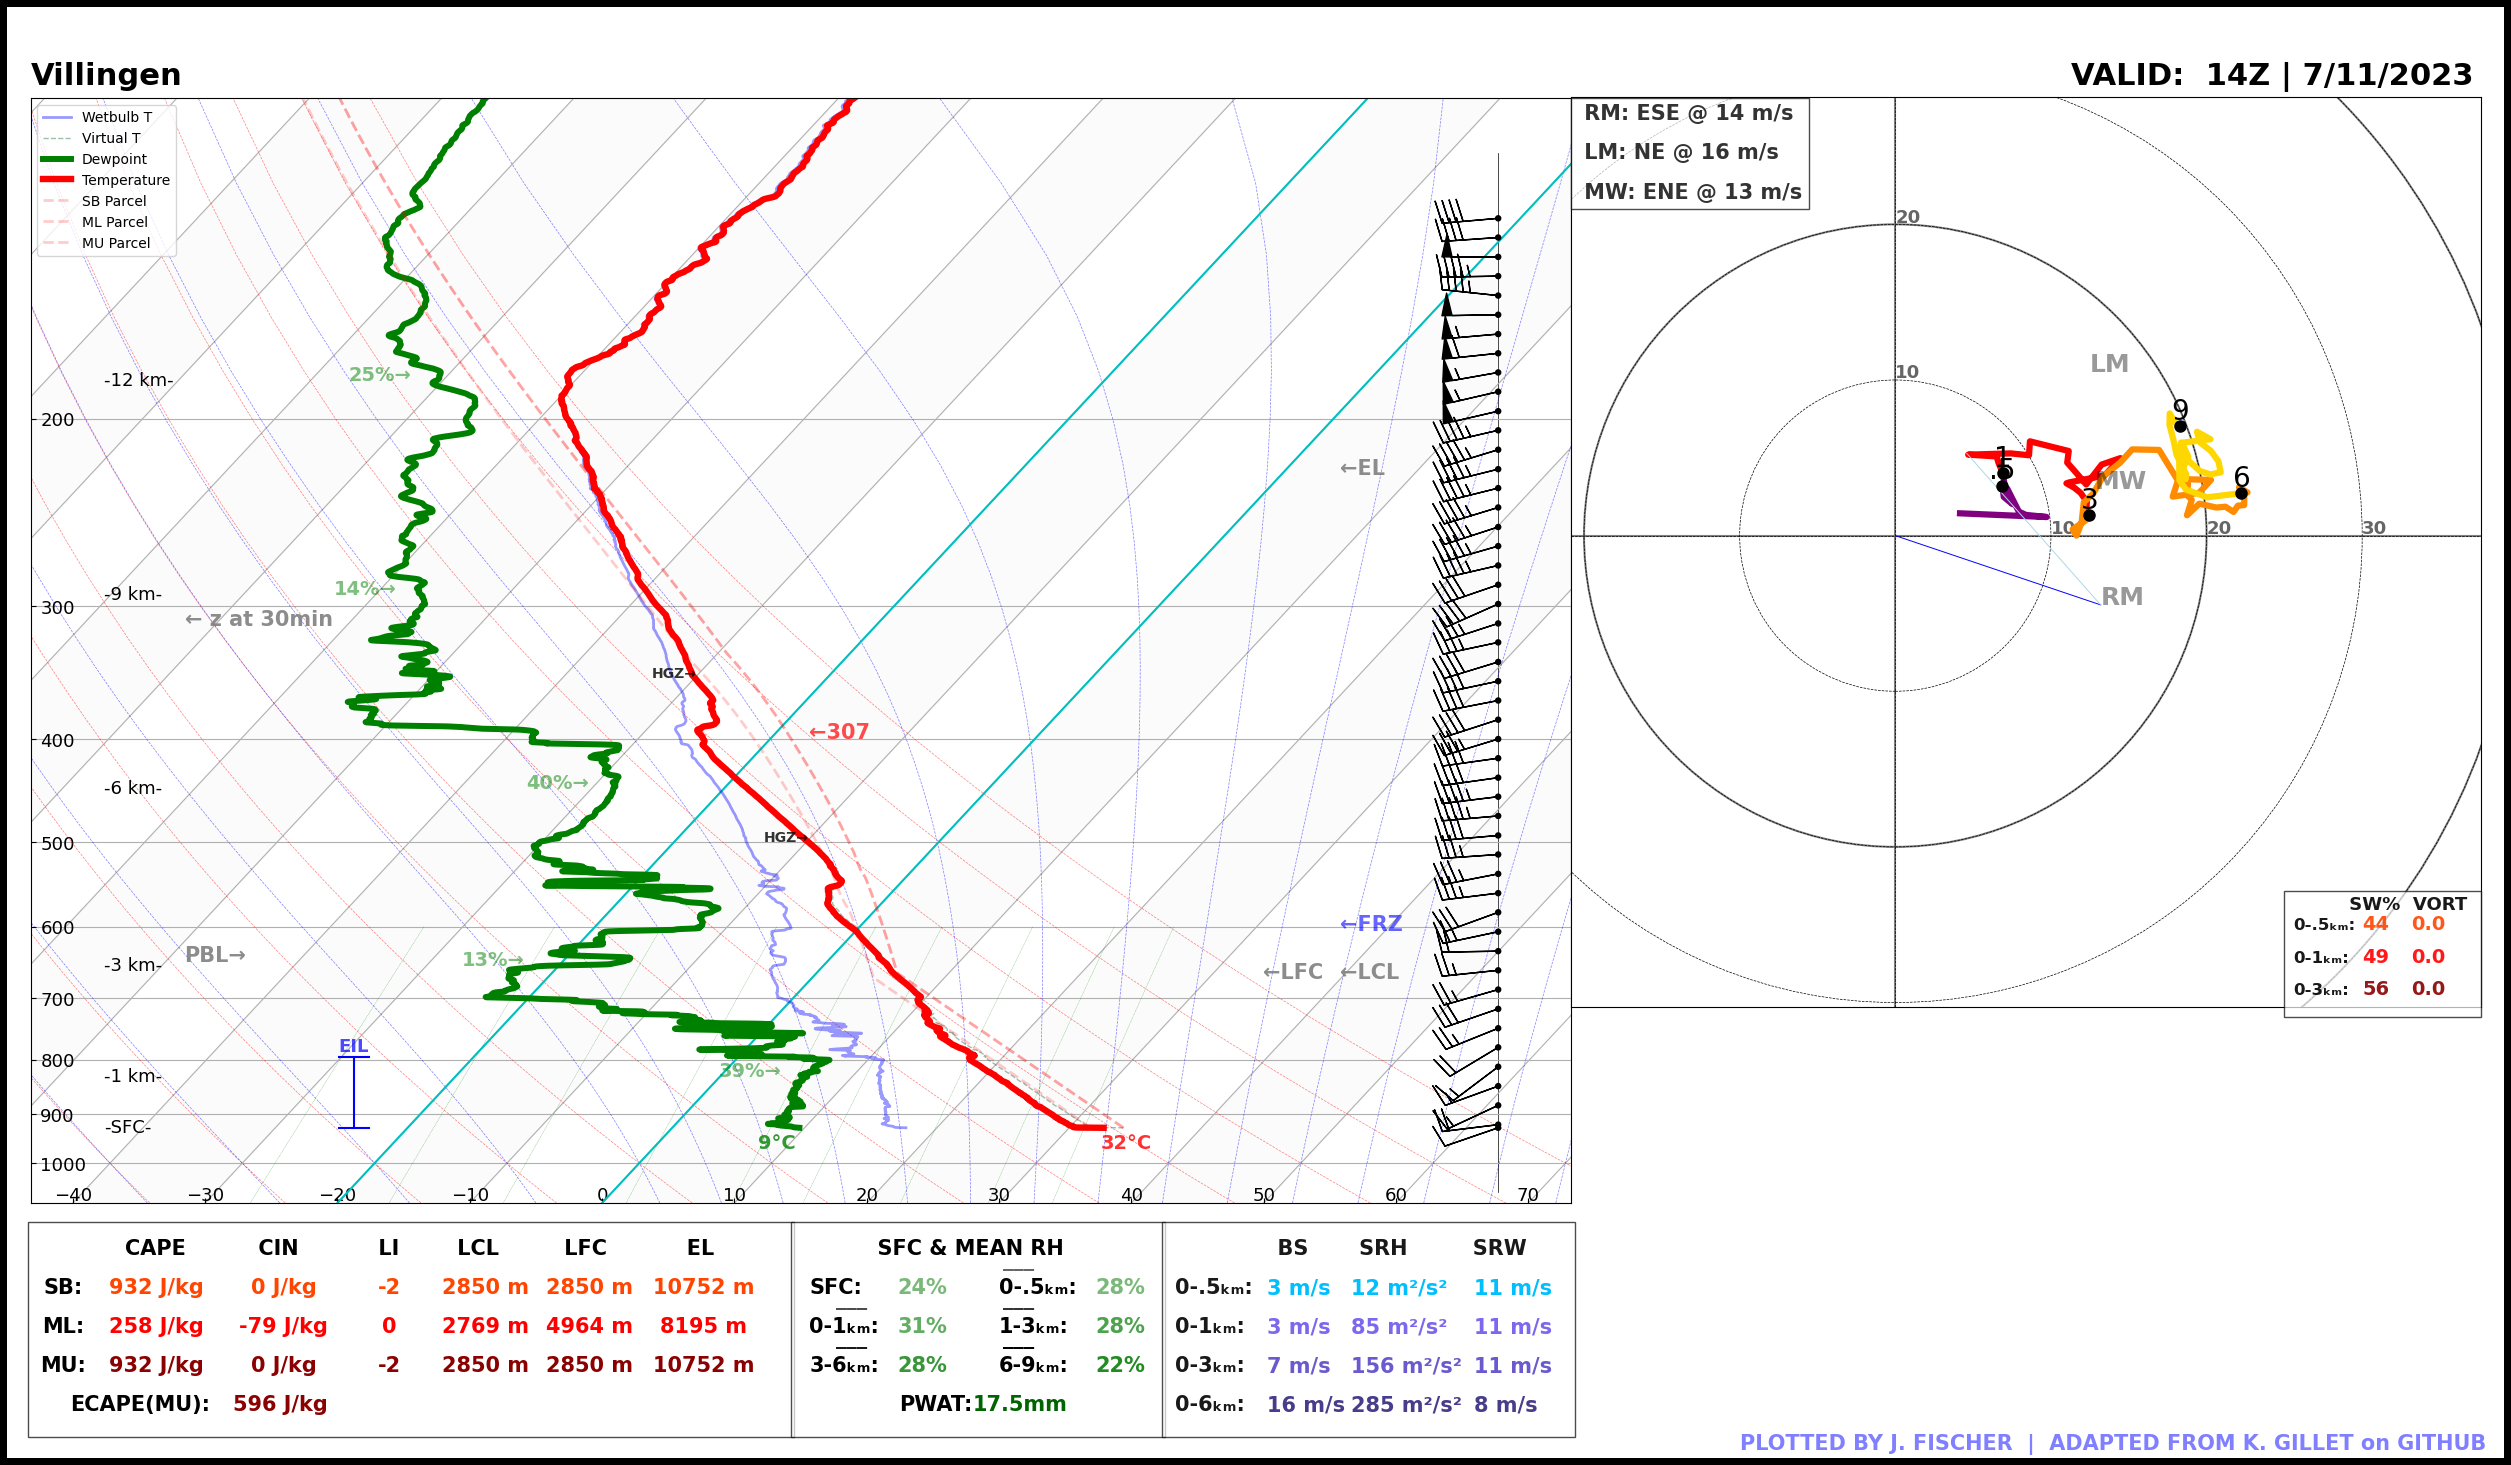 Villingen
VALID:  14Z | 7/11/2023
Wetbulb T
Virtual T
Dewpoint
Temperature
SB Parcel
ML Parcel
MU Parcel
RM: ESE @ 14 m/s
LM: NE @ 16 m/s
MW: ENE @ 13 m/s
20
10
10
20
30
LM
9
MW
6
1
.5
3
RM
-12 km-
25%→
200
←EL
-9 km-
14%→
300
← z at 30min
HGZ→
400
←307
-6 km-
40%→
HGZ→
500
600
←FRZ
PBL→
-3 km-
13%→
←LFC
←LCL
700
EIL
800
-1 km-
39%→
900
-SFC-
9°C
32°C
1000
−40 −30 −20 −10 0 10 20 30 40 50 60 70
SW% VORT
0-.5km: 44 0.0
0-1km: 49 0.0
0-3km: 56 0.0
CAPE CIN LI LCL LFC EL
SB: 932 J/kg 0 J/kg -2 2850 m 2850 m 10752 m
ML: 258 J/kg -79 J/kg 0 2769 m 4964 m 8195 m
MU: 932 J/kg 0 J/kg -2 2850 m 2850 m 10752 m
ECAPE(MU): 596 J/kg
SFC & MEAN RH
SFC: 24% 0-.5km: 28%
0-1km: 31% 1-3km: 28%
3-6km: 28% 6-9km: 22%
PWAT:17.5mm
BS SRH SRW
0-.5km: 3 m/s 12 m²/s² 11 m/s
0-1km: 3 m/s 85 m²/s² 11 m/s
0-3km: 7 m/s 156 m²/s² 11 m/s
0-6km: 16 m/s 285 m²/s² 8 m/s
PLOTTED BY J. FISCHER  |  ADAPTED FROM K. GILLET on GITHUB